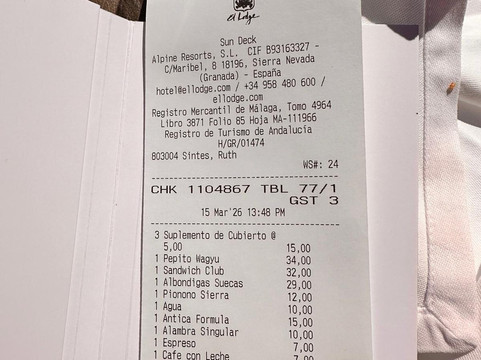 El Lodge
Sun Deck
Alpine Resorts, S.L. CIF B93163327 -
C/Maribel, 8 18196, Sierra Nevada
(Granada) - España
hotel@ellodge.com / +34 958 480 600 /
ellodge.com
Registro Mercantil de Málaga, Tomo 4964
Libro 3871 Folio 85 Hoja MA-111966
Registro de Turismo de Andalucia
H/GR/01474
803004 Sintes, Ruth
WS#: 24
CHK 1104867 TBL 77/1
GST 3
15 Mar'26 13:48 PM
3 Suplemento de Cubierto @
5,00 15,00
1 Pepito Wagyu 34,00
1 Sandwich Club 32,00
1 Albondigas Suecas 29,00
1 Pionono Sierra 12,00
1 Agua 10,00
1 Antica Formula 15,00
1 Alambra Singular 10,00
1 Espreso 7,00
1 Cafe con Leche 7,00